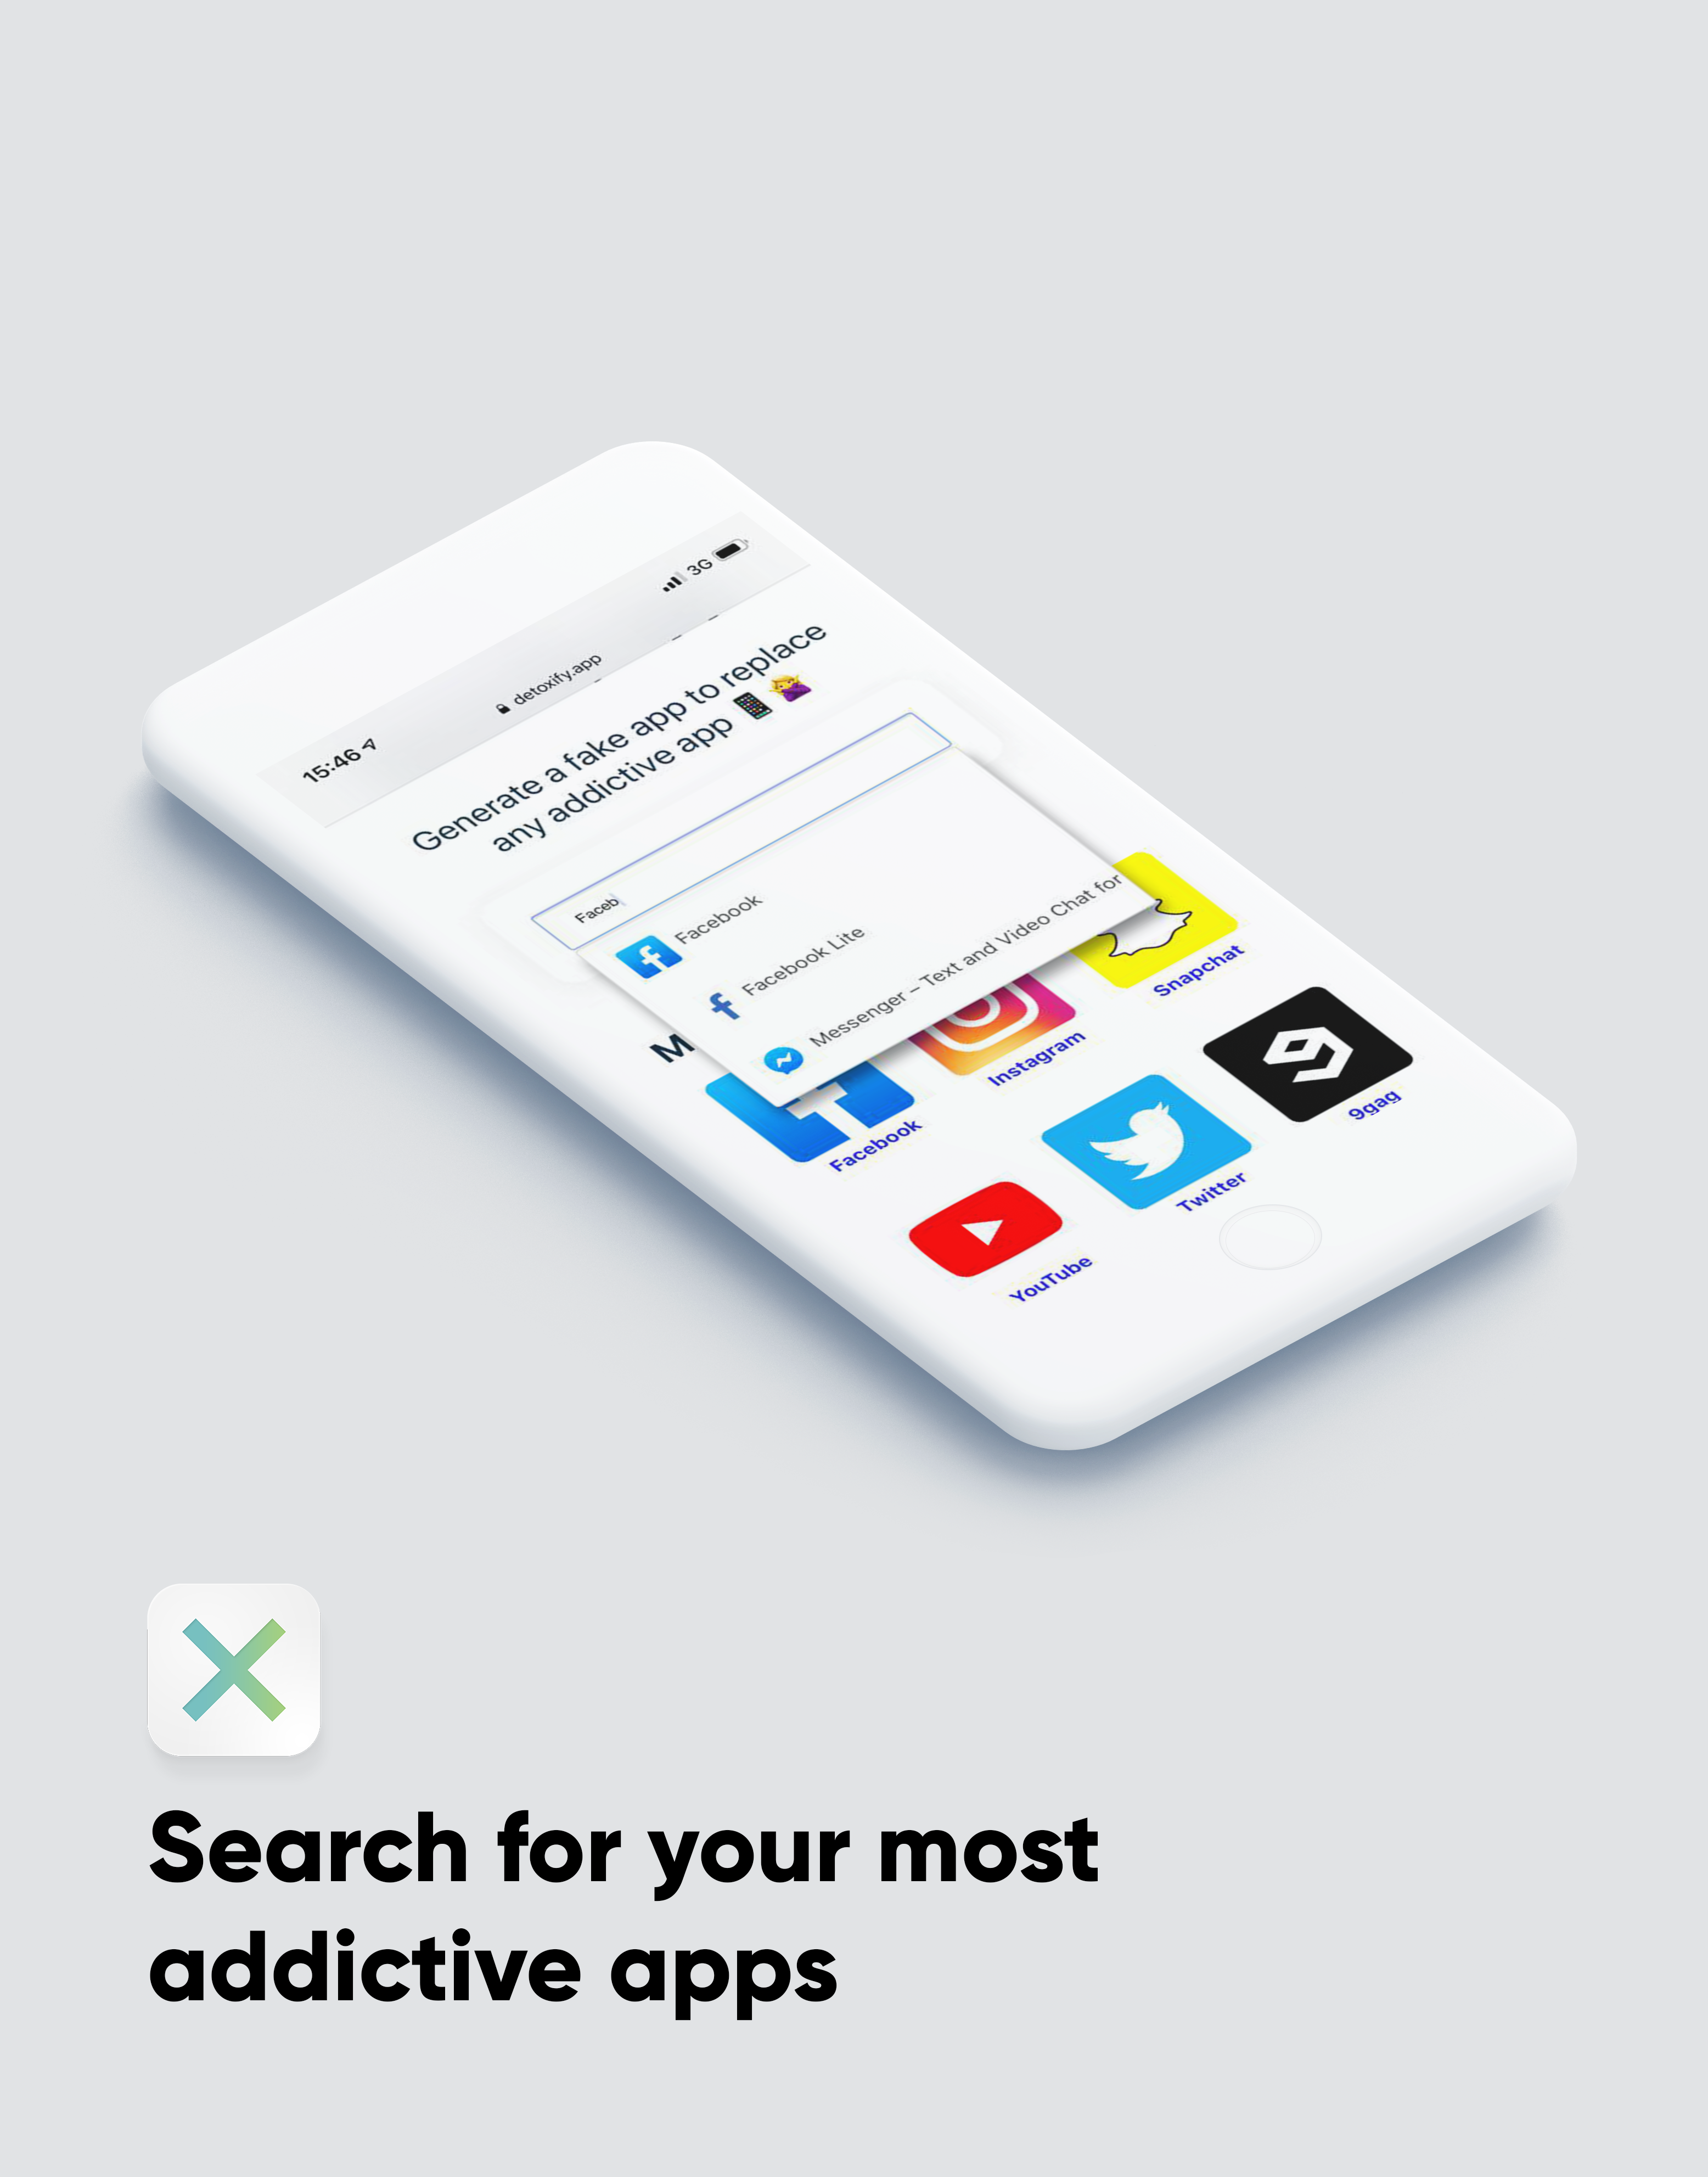 15:46
3G
detoxify.app
Generate a fake app to replace
any addictive app
Faceb
Facebook
Facebook Lite
Messenger – Text and Video Chat for
M
Facebook
Instagram
Snapchat
YouTube
Twitter
9gag
Search for your most
addictive apps